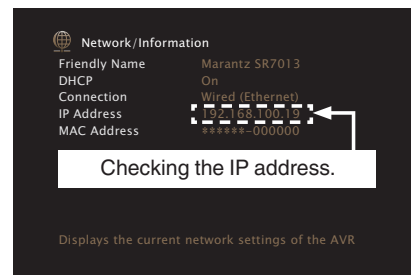 Network/Information
Friendly Name Marantz SR7013
DHCP On
Connection Wired (Ethernet)
IP Address 192.168.100.19
MAC Address ******-000000
Checking the IP address.
Displays the current network settings of the AVR